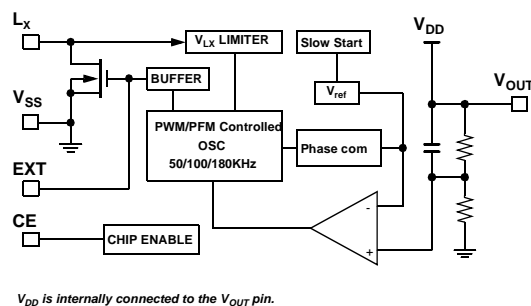 LX
VLX LIMITER
Slow Start
VDD
VOUT
BUFFER
Vref
VSS
PWM/PFM Controlled
OSC
50/100/180KHz
Phase com
EXT
-
+
CE
CHIP ENABLE
VDD is internally connected to the VOUT pin.